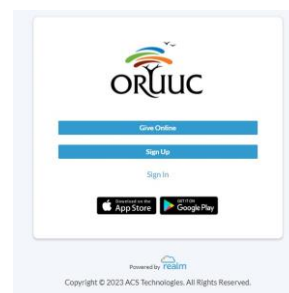 ORUUC
Give Online
Sign Up
Sign In
Download on the
App Store
GET IT ON
Google Play
Powered by realm
Copyright © 2023 ACS Technologies. All Rights Reserved.